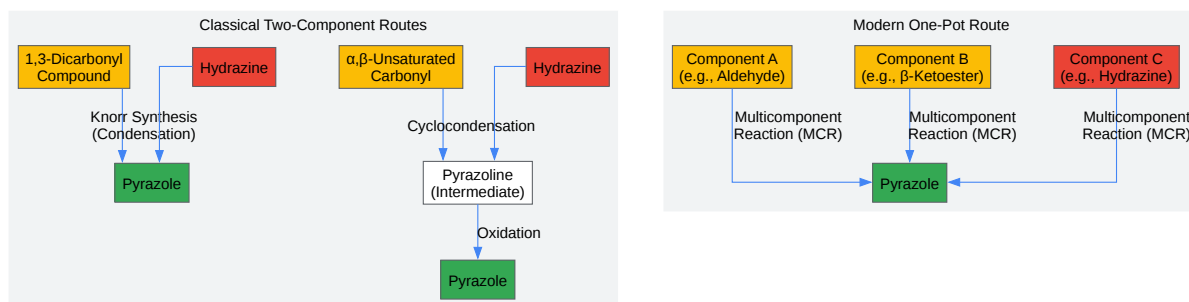 Classical Two-Component Routes
1,3-Dicarbonyl
Compound
Hydrazine
Knorr Synthesis
(Condensation)
Pyrazole
α,β-Unsaturated
Carbonyl
Hydrazine
Cyclocondensation
Pyrazoline
(Intermediate)
Oxidation
Pyrazole
Modern One-Pot Route
Component A
(e.g., Aldehyde)
Component B
(e.g., β-Ketoester)
Component C
(e.g., Hydrazine)
Multicomponent
Reaction (MCR)
Multicomponent
Reaction (MCR)
Multicomponent
Reaction (MCR)
Pyrazole